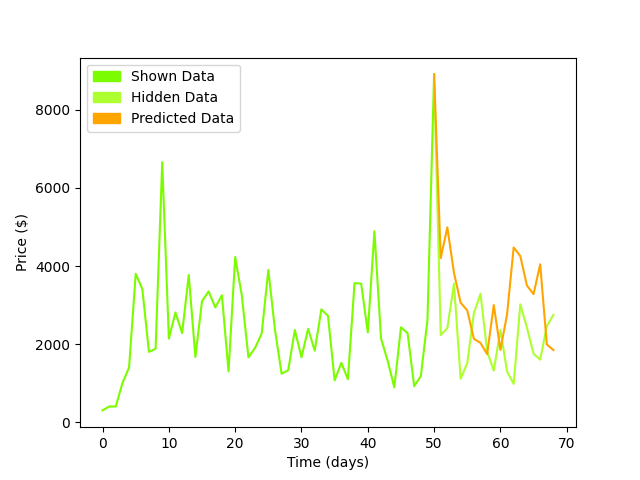 Shown Data
Hidden Data
Predicted Data
8000
6000
4000
2000
0
Price ($)
0 10 20 30 40 50 60 70
Time (days)